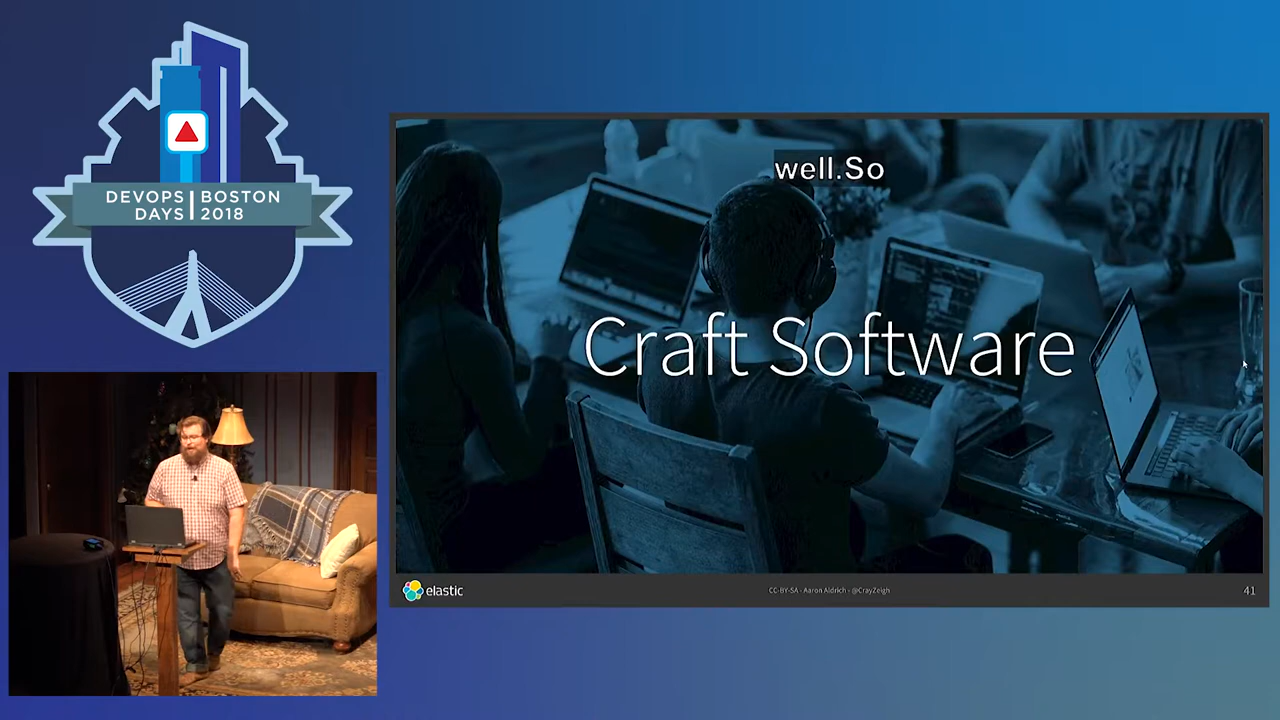 DEVOPS BOSTON
DAYS 2018
well.So
Craft Software
elastic
CC-BY-SA - Aaron Aldrich - @CrayZeigh
41